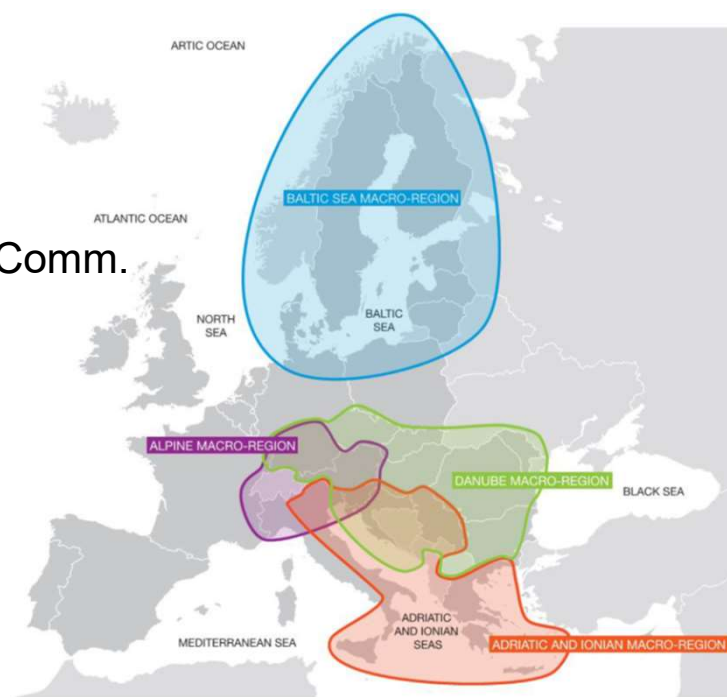 ARTIC OCEAN
BALTIC SEA MACRO-REGION
ATLANTIC OCEAN
Comm.
NORTH
SEA
BALTIC
SEA
ALPINE MACRO-REGION
DANUBE MACRO-REGION
BLACK SEA
ADRIATIC
AND IONIAN
SEAS
MEDITERRANEAN SEA
ADRIATIC AND IONIAN MACRO-REGION